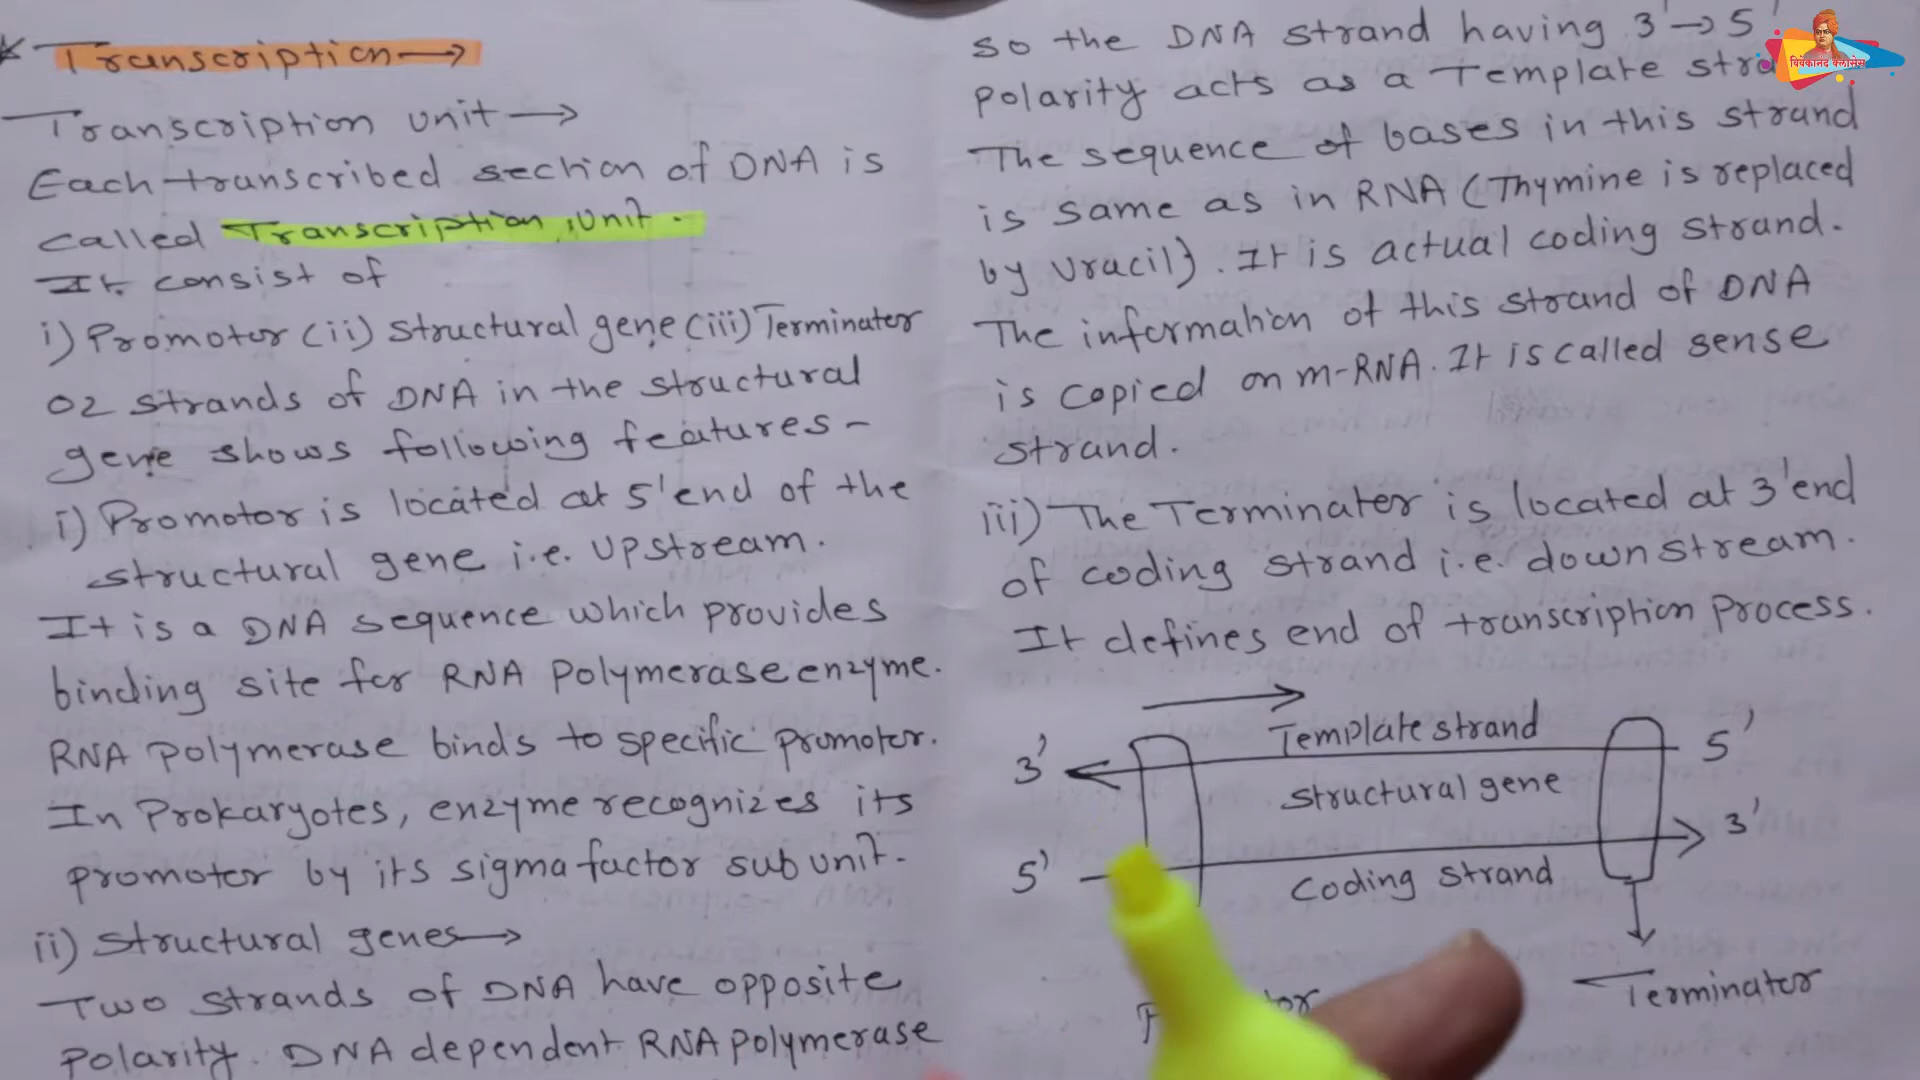 Transcription →
Transcription unit →
Each transcribed section of DNA is
called Transcription unit.
It consist of
i) Promotor (ii) Structural gene (iii) Terminator
02 strands of DNA in the structural
gene shows following features -
i) Promotor is located at 5' end of the
structural gene i.e. Upstream.
It is a DNA sequence which provides
binding site for RNA Polymerase enzyme.
RNA Polymerase binds to specific promoter.
In Prokaryotes, enzyme recognizes its
promoter by its sigma factor sub unit.
ii) Structural genes →
Two strands of DNA have opposite
Polarity. DNA dependent RNA polymerase
so the DNA strand having 3' → 5'
polarity acts as a Template
The sequence of bases in this strand
is same as in RNA (Thymine is replaced
by Uracil). It is actual coding strand.
The information of this strand of DNA
is copied on m-RNA. It is called sense
strand.
iii) The Terminater is located at 3' end
of coding strand i.e. down stream.
It defines end of transcription Process.
3' Template strand 5'
Structural gene
5' Coding strand 3'
Terminator
विवेकानंद क्लासेस